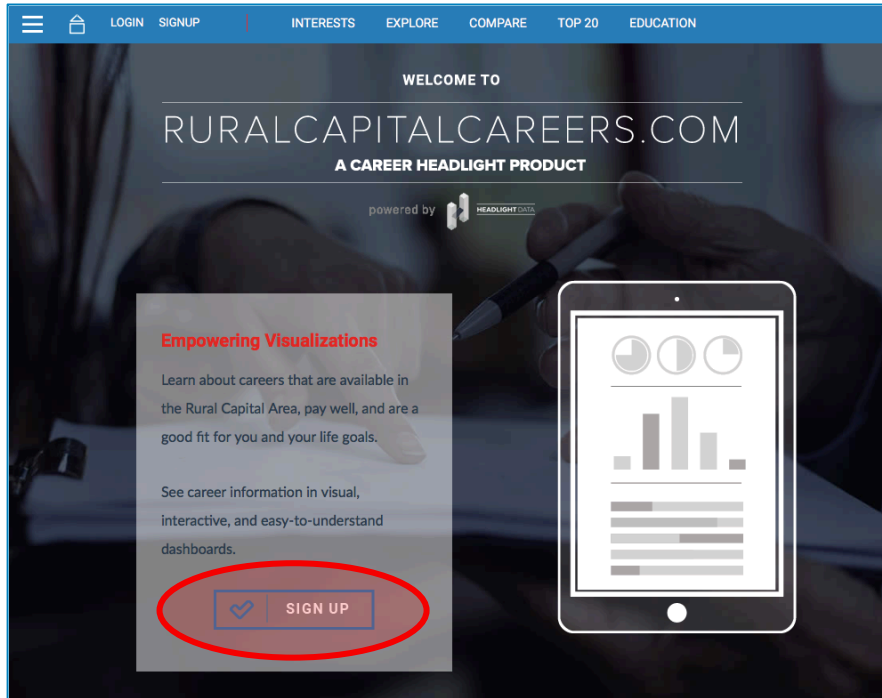 LOGIN SIGNUP INTERESTS EXPLORE COMPARE TOP 20 EDUCATION
WELCOME TO
RURALCAPITALCAREERS.COM
A CAREER HEADLIGHT PRODUCT
powered by HEADLIGHT DATA
Empowering Visualizations
Learn about careers that are available in
the Rural Capital Area, pay well, and are a
good fit for you and your life goals.
See career information in visual,
interactive, and easy-to-understand
dashboards.
SIGN UP